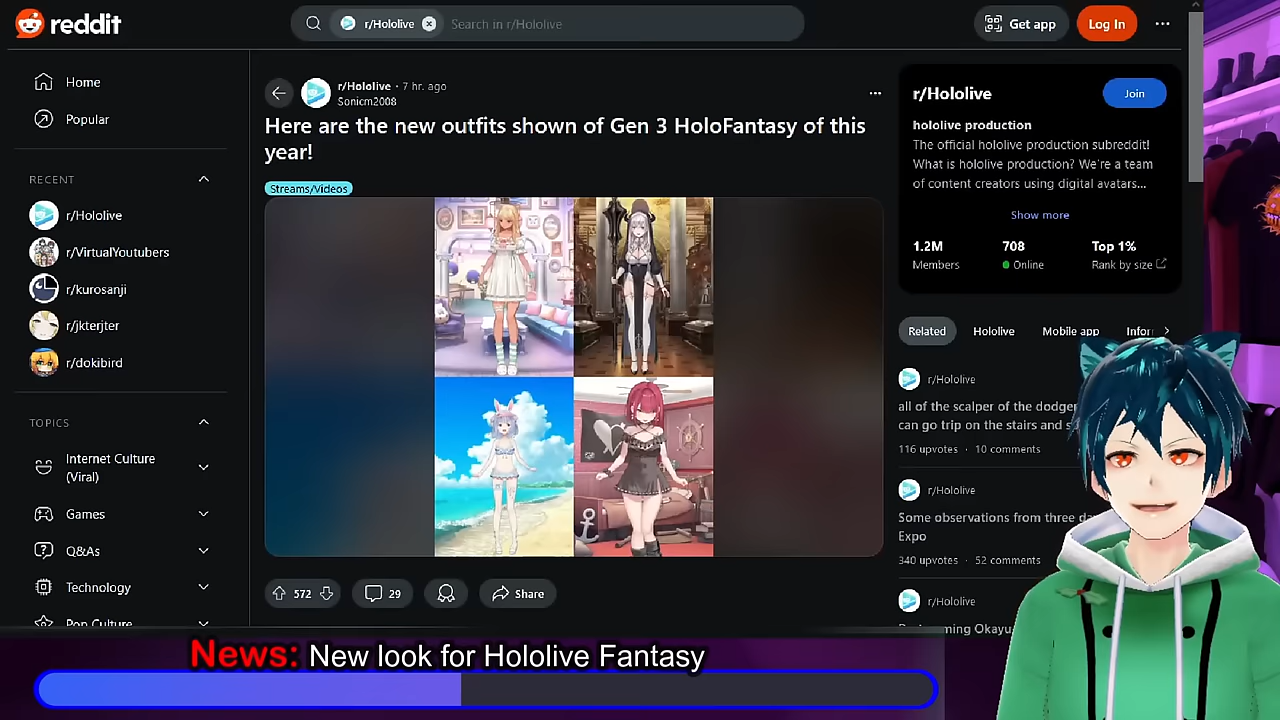 reddit
r/Hololive
Search in r/Hololive
Get app
Log In
Home
Popular
RECENT
r/Hololive
r/VirtualYoutubers
r/kurosanji
r/jkterjter
r/dokibird
TOPICS
Internet Culture
(Viral)
Games
Q&As
Technology
Pop Culture
r/Hololive · 7 hr. ago
Sonicm2008
Here are the new outfits shown of Gen 3 HoloFantasy of this
year!
Streams/Videos
572
29
Share
r/Hololive
Join
hololive production
The official hololive production subreddit!
What is hololive production? We're a team
of content creators using digital avatars...
Show more
1.2M 708 Top 1%
Members Online Rank by size
Related Hololive Mobile app Infor
r/Hololive
all of the scalper of the dodger
can go trip on the stairs and s
116 upvotes · 10 comments
r/Hololive
Some observations from three da
Expo
340 upvotes · 52 comments
r/Hololive
ming Okayu
News: New look for Hololive Fantasy